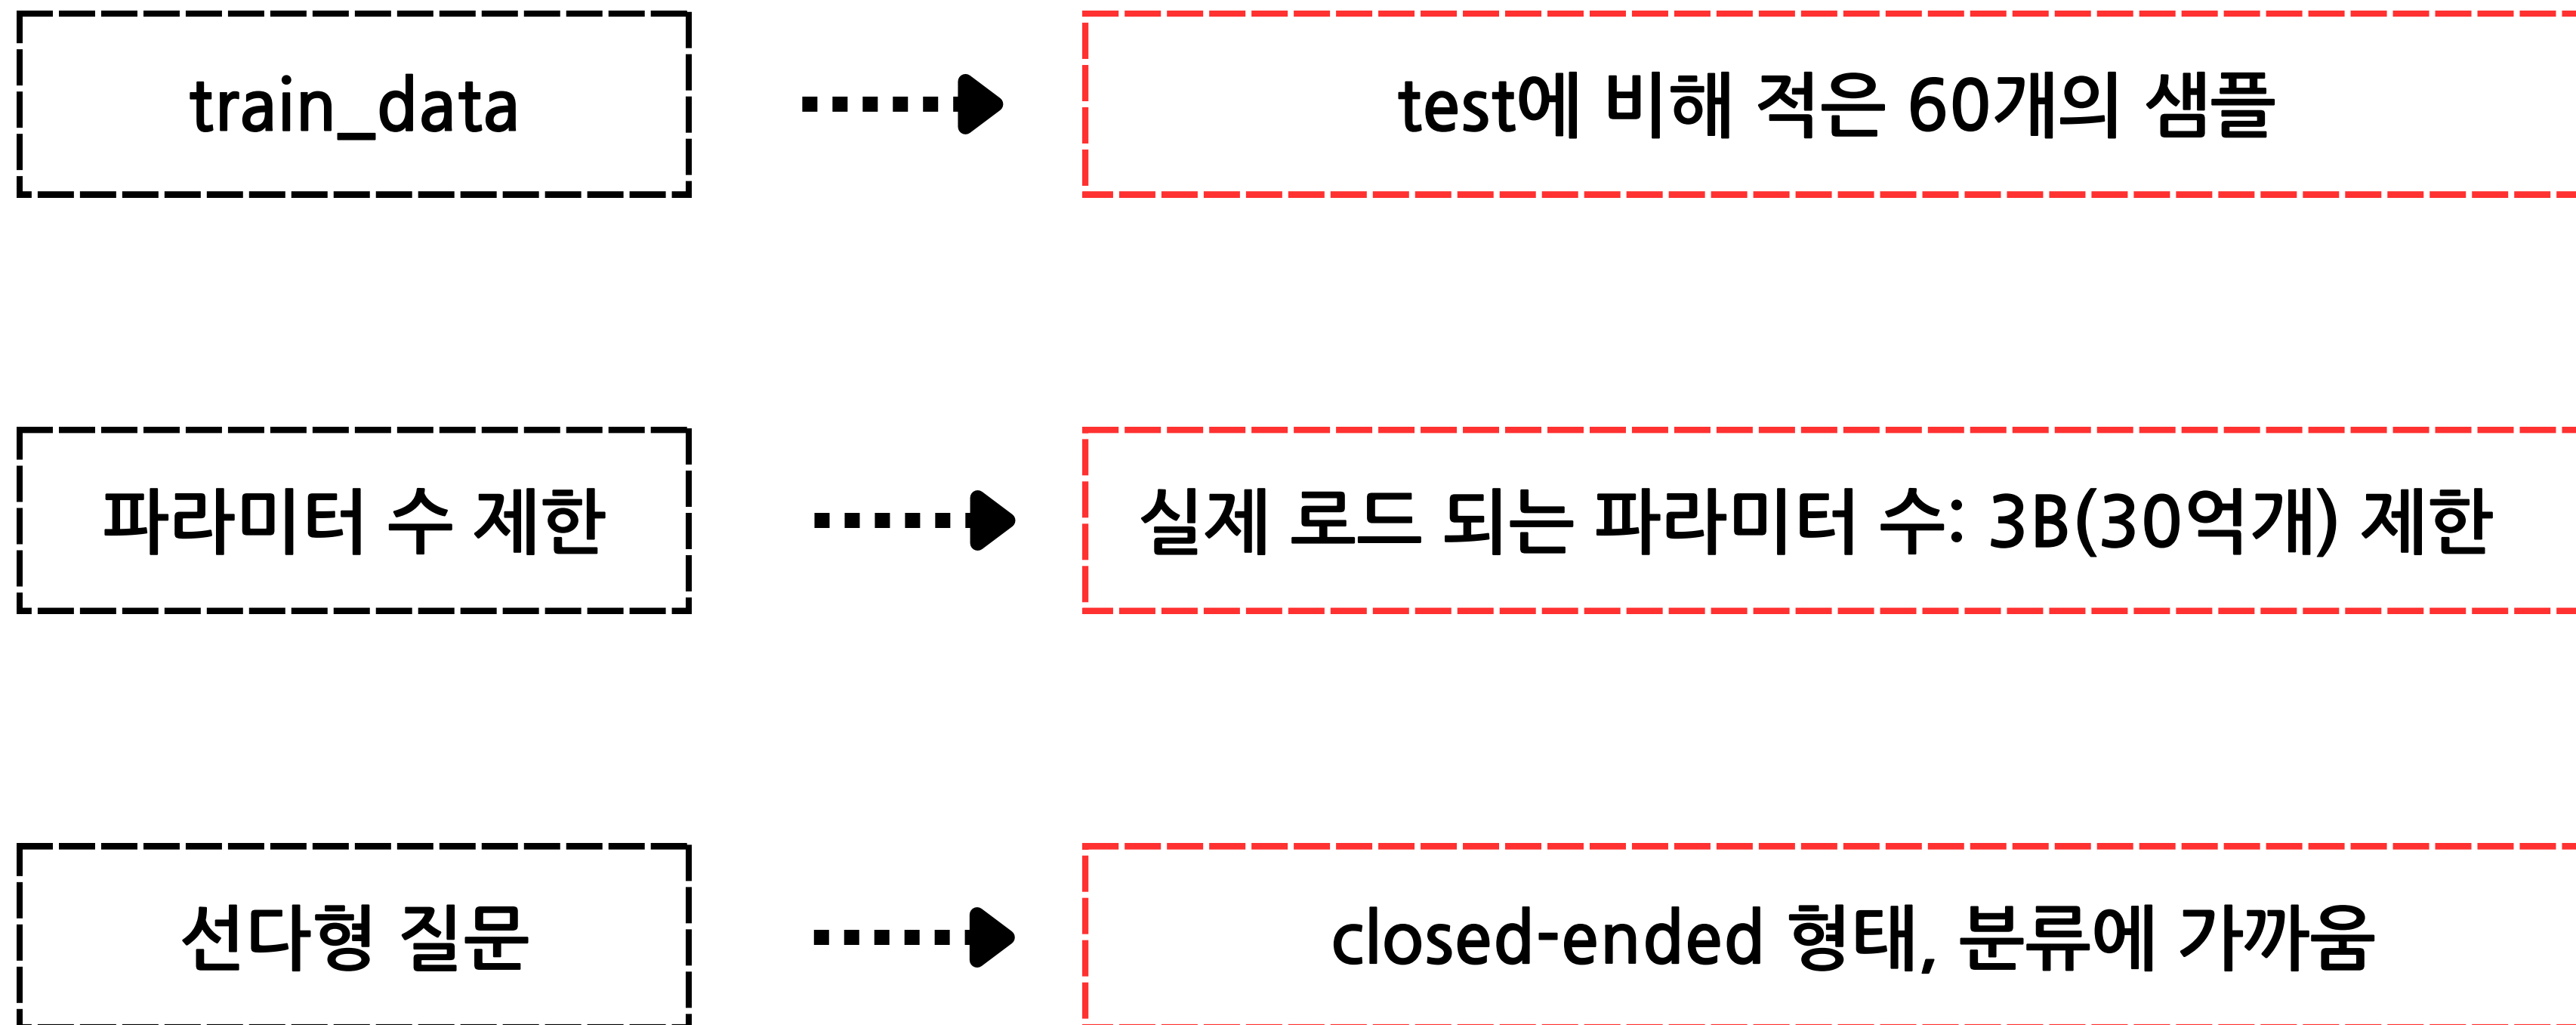 train_data
test에 비해 적은 60개의 샘플
파라미터 수 제한
실제 로드 되는 파라미터 수: 3B(30억개) 제한
선다형 질문
closed-ended 형태, 분류에 가까움